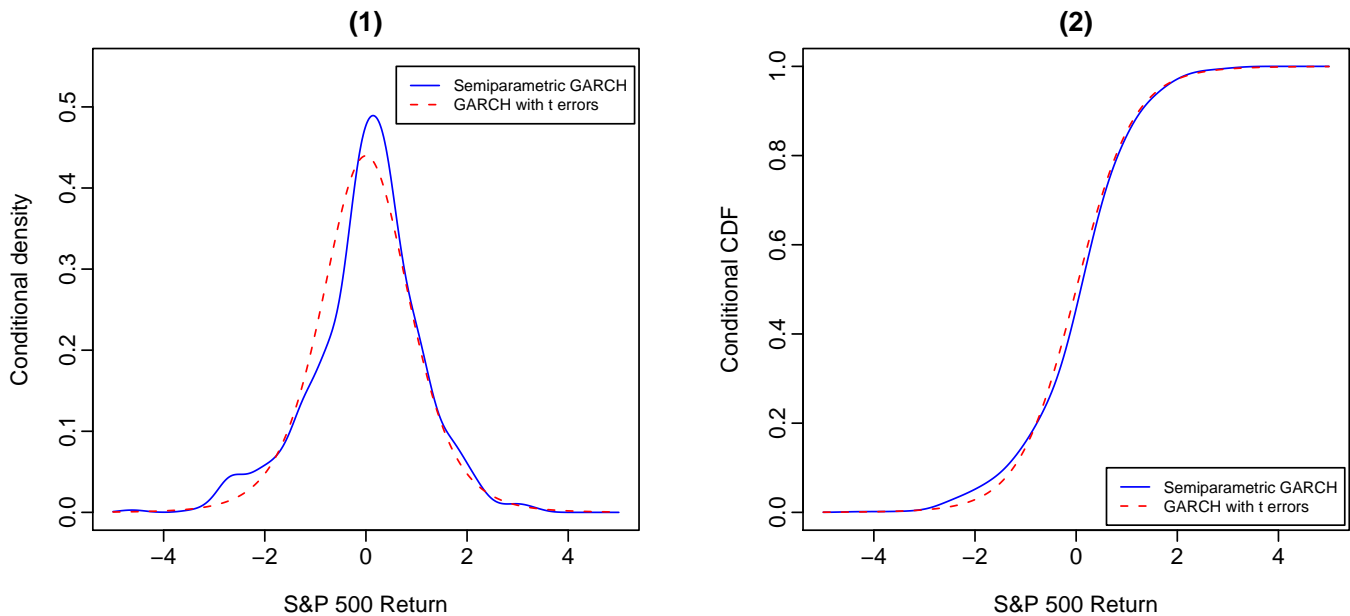 (1)
Semiparametric GARCH
GARCH with t errors
Conditional density
0.0 0.1 0.2 0.3 0.4 0.5
−4 −2 0 2 4
S&P 500 Return
(2)
Conditional CDF
0.0 0.2 0.4 0.6 0.8 1.0
Semiparametric GARCH
GARCH with t errors
−4 −2 0 2 4
S&P 500 Return